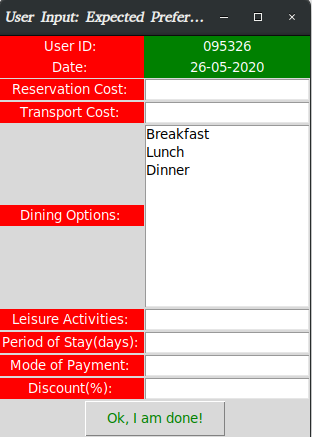 User Input: Expected Prefer...
User ID: 095326
Date: 26-05-2020
Reservation Cost:
Transport Cost:
Dining Options:
Breakfast
Lunch
Dinner
Leisure Activities:
Period of Stay(days):
Mode of Payment:
Discount(%):
Ok, I am done!